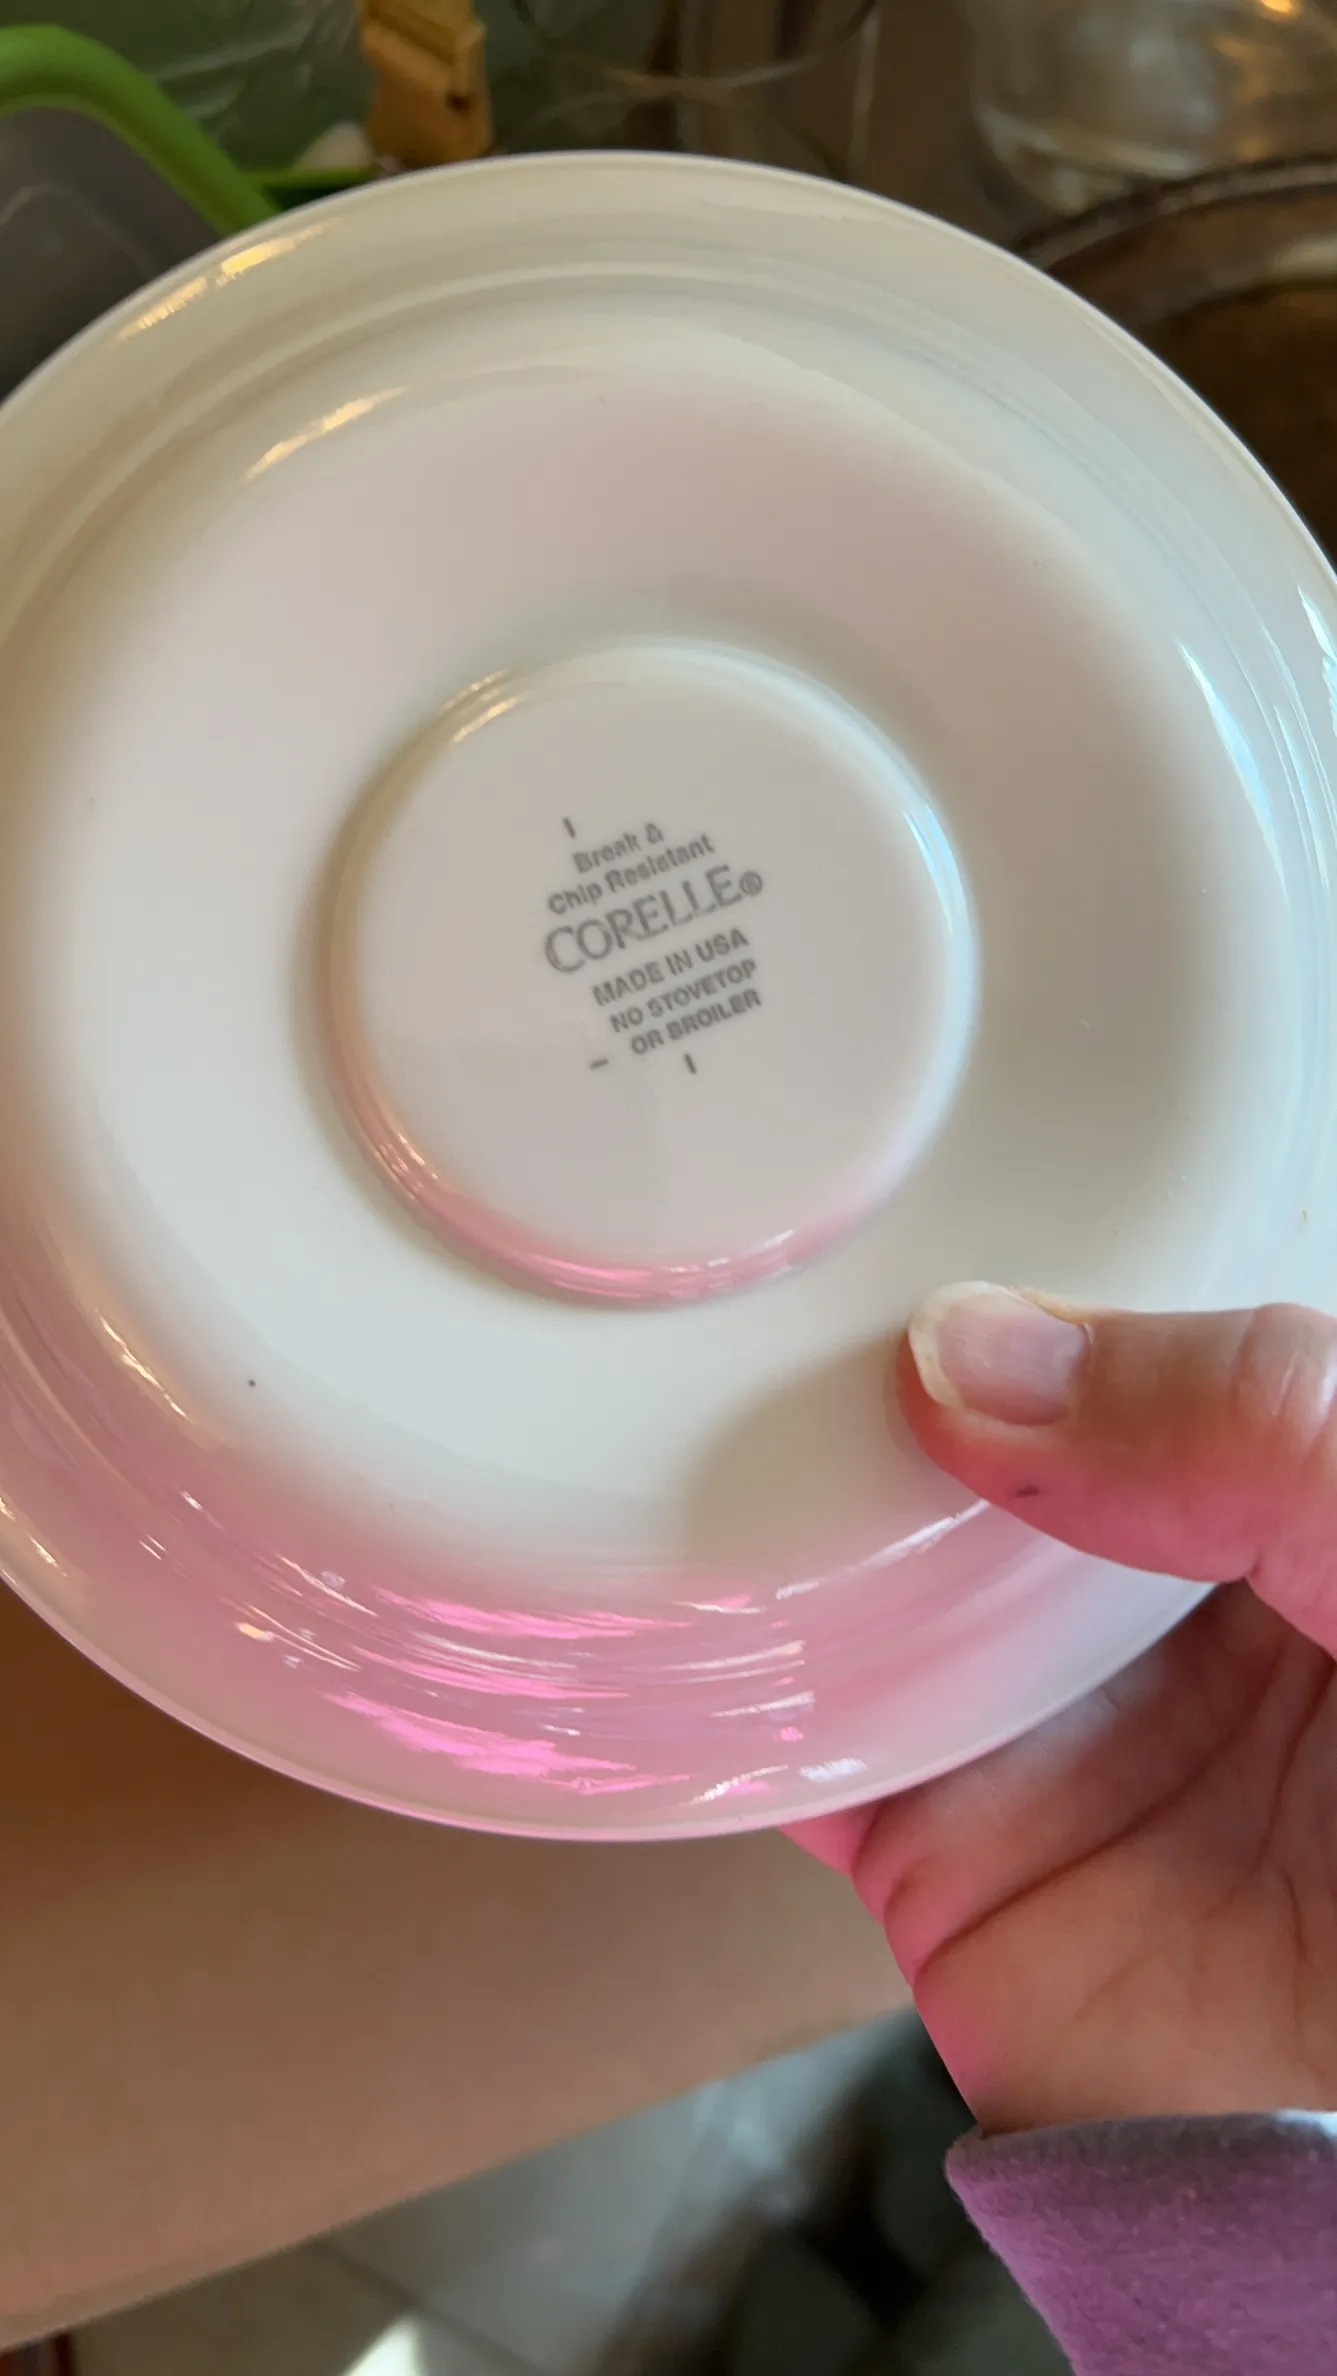 Break &
Chip Resistant
CORELLE®
MADE IN USA
NO STOVETOP
OR BROILER